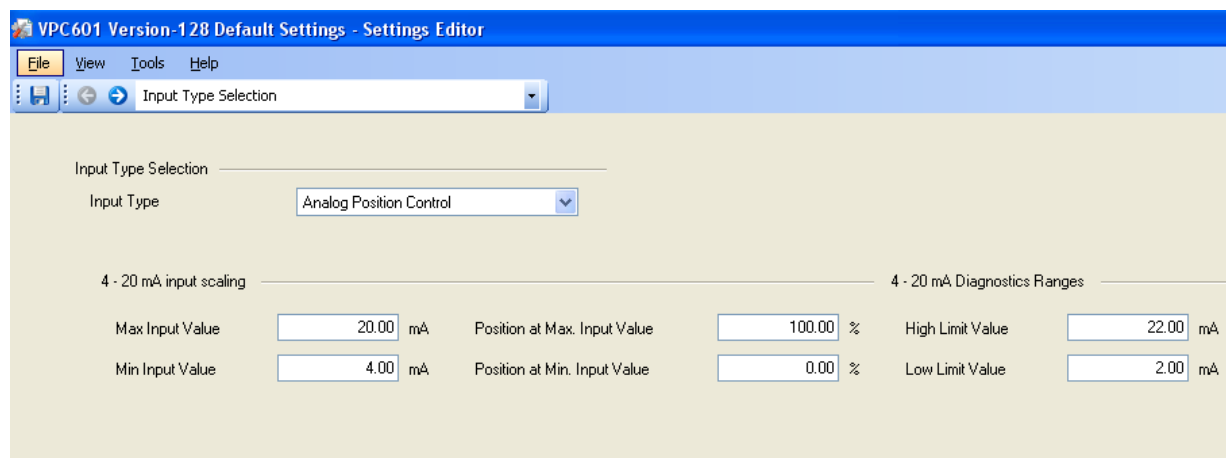 VPC601 Version-128 Default Settings - Settings Editor
File View Tools Help
Input Type Selection
Input Type Selection
Input Type Analog Position Control
4 - 20 mA input scaling 4 - 20 mA Diagnostics Ranges
Max Input Value 20.00 mA Position at Max. Input Value 100.00 % High Limit Value 22.00 mA
Min Input Value 4.00 mA Position at Min. Input Value 0.00 % Low Limit Value 2.00 mA